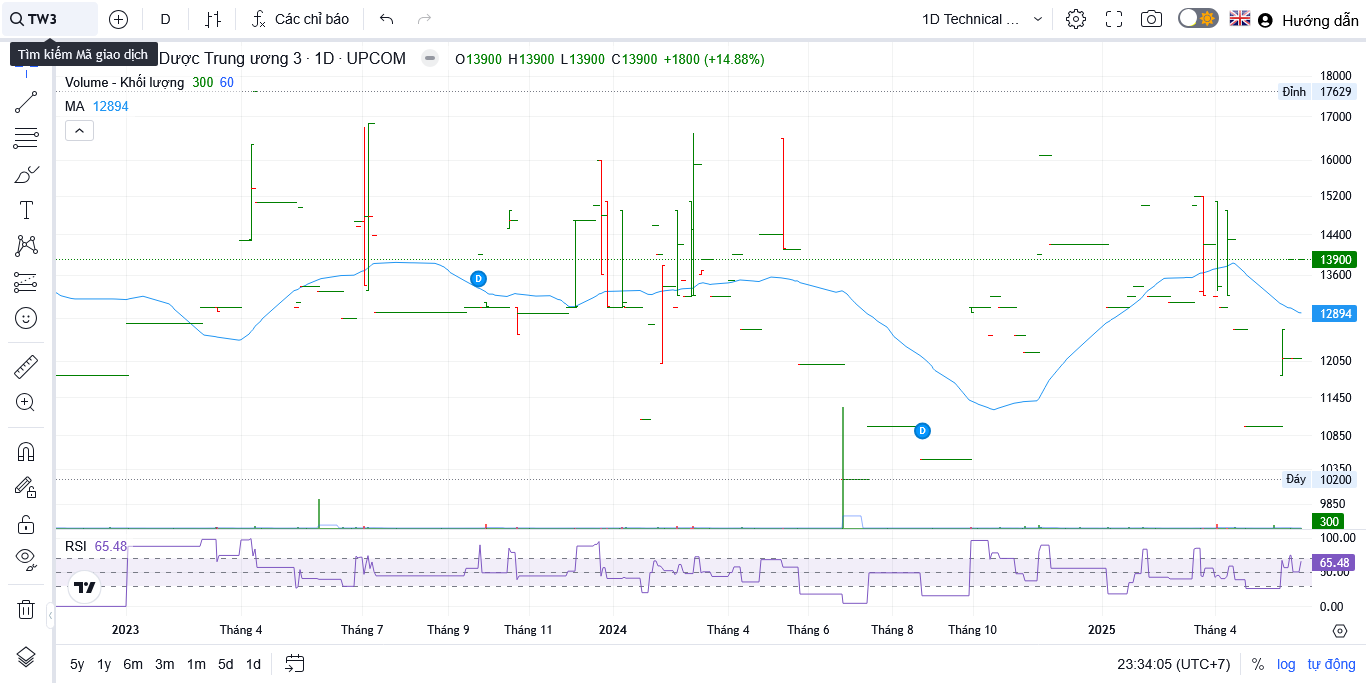 TW3
D
Các chỉ báo
1D Technical ...
Hướng dẫn
Tìm kiếm Mã giao dịch
Dược Trung ương 3 · 1D · UPCOM
O13900 H13900 L13900 C13900 +1800 (+14.88%)
Volume - Khối lượng 300 60
MA 12894
18000
Đỉnh 17629
17000
16000
15200
14400
13900
13600
12894
12050
11450
10850
10350
Đáy 10200
9850
300
D
D
RSI 65.48
100.00
65.48
50.00
0.00
2023 Tháng 4 Tháng 7 Tháng 9 Tháng 11 2024 Tháng 4 Tháng 6 Tháng 8 Tháng 10 2025 Tháng 4
5y 1y 6m 3m 1m 5d 1d
23:34:05 (UTC+7) % log tự động